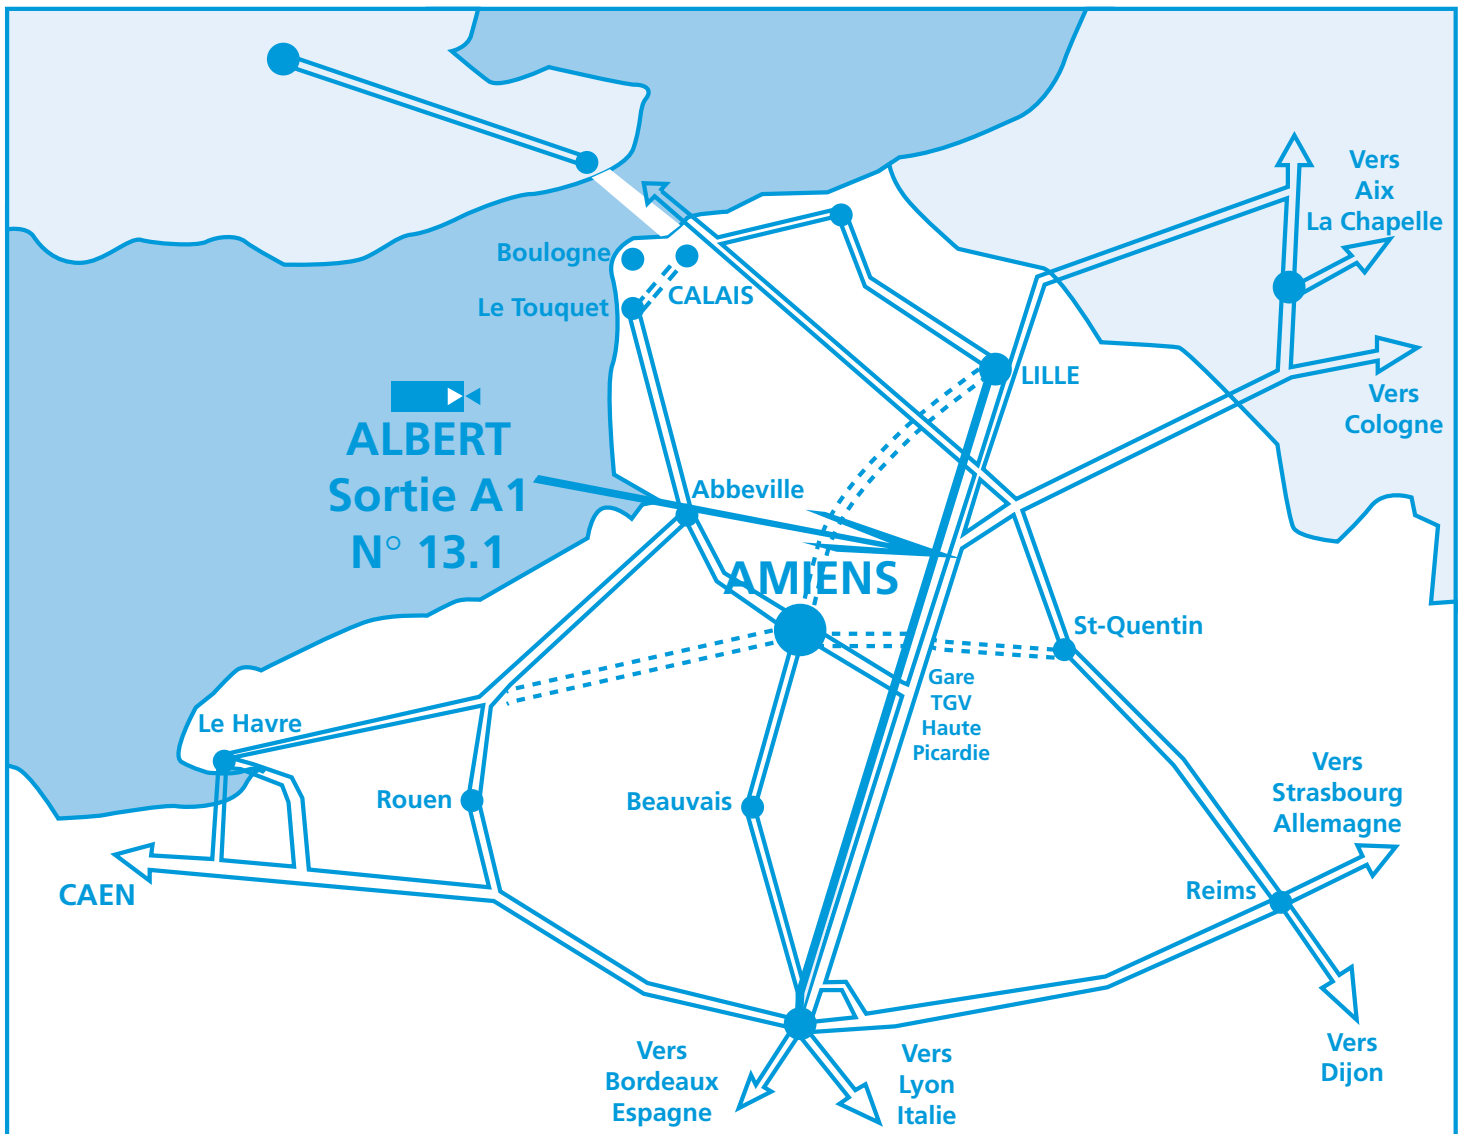 Vers
Aix
La Chapelle
Boulogne
CALAIS
Le Touquet
LILLE
Vers
Cologne
ALBERT
Sortie A1
N° 13.1
Abbeville
AMIENS
St-Quentin
Gare
TGV
Haute
Picardie
Le Havre
Rouen
Beauvais
Vers
Strasbourg
Allemagne
CAEN
Reims
Vers
Bordeaux
Espagne
Vers
Lyon
Italie
Vers
Dijon